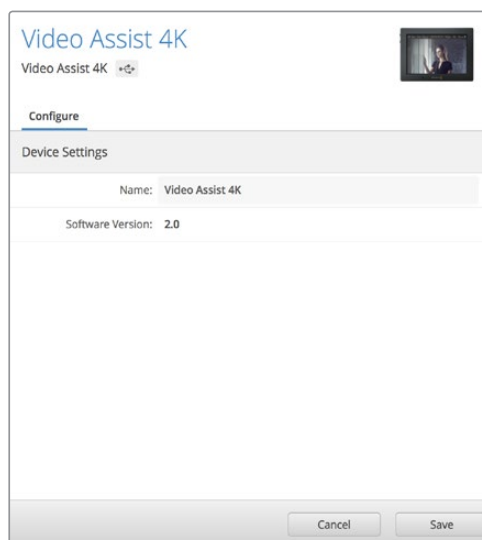 Video Assist 4K
Video Assist 4K
Configure
Device Settings
Name: Video Assist 4K
Software Version: 2.0
Cancel Save